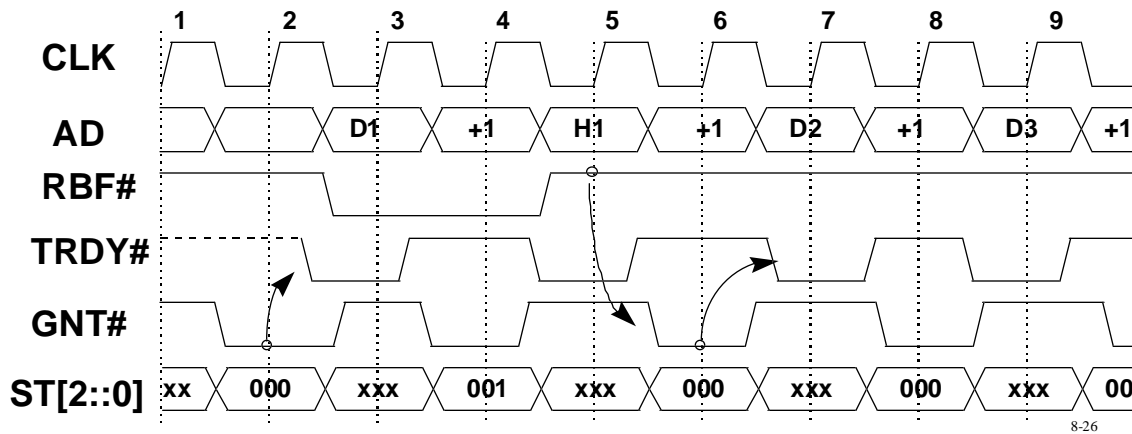 1 2 3 4 5 6 7 8 9
CLK
AD D1 +1 H1 +1 D2 +1 D3 +1
RBF#
TRDY#
GNT#
ST[2::0] xx 000 xxx 001 xxx 000 xxx 000 xxx 00
8-26